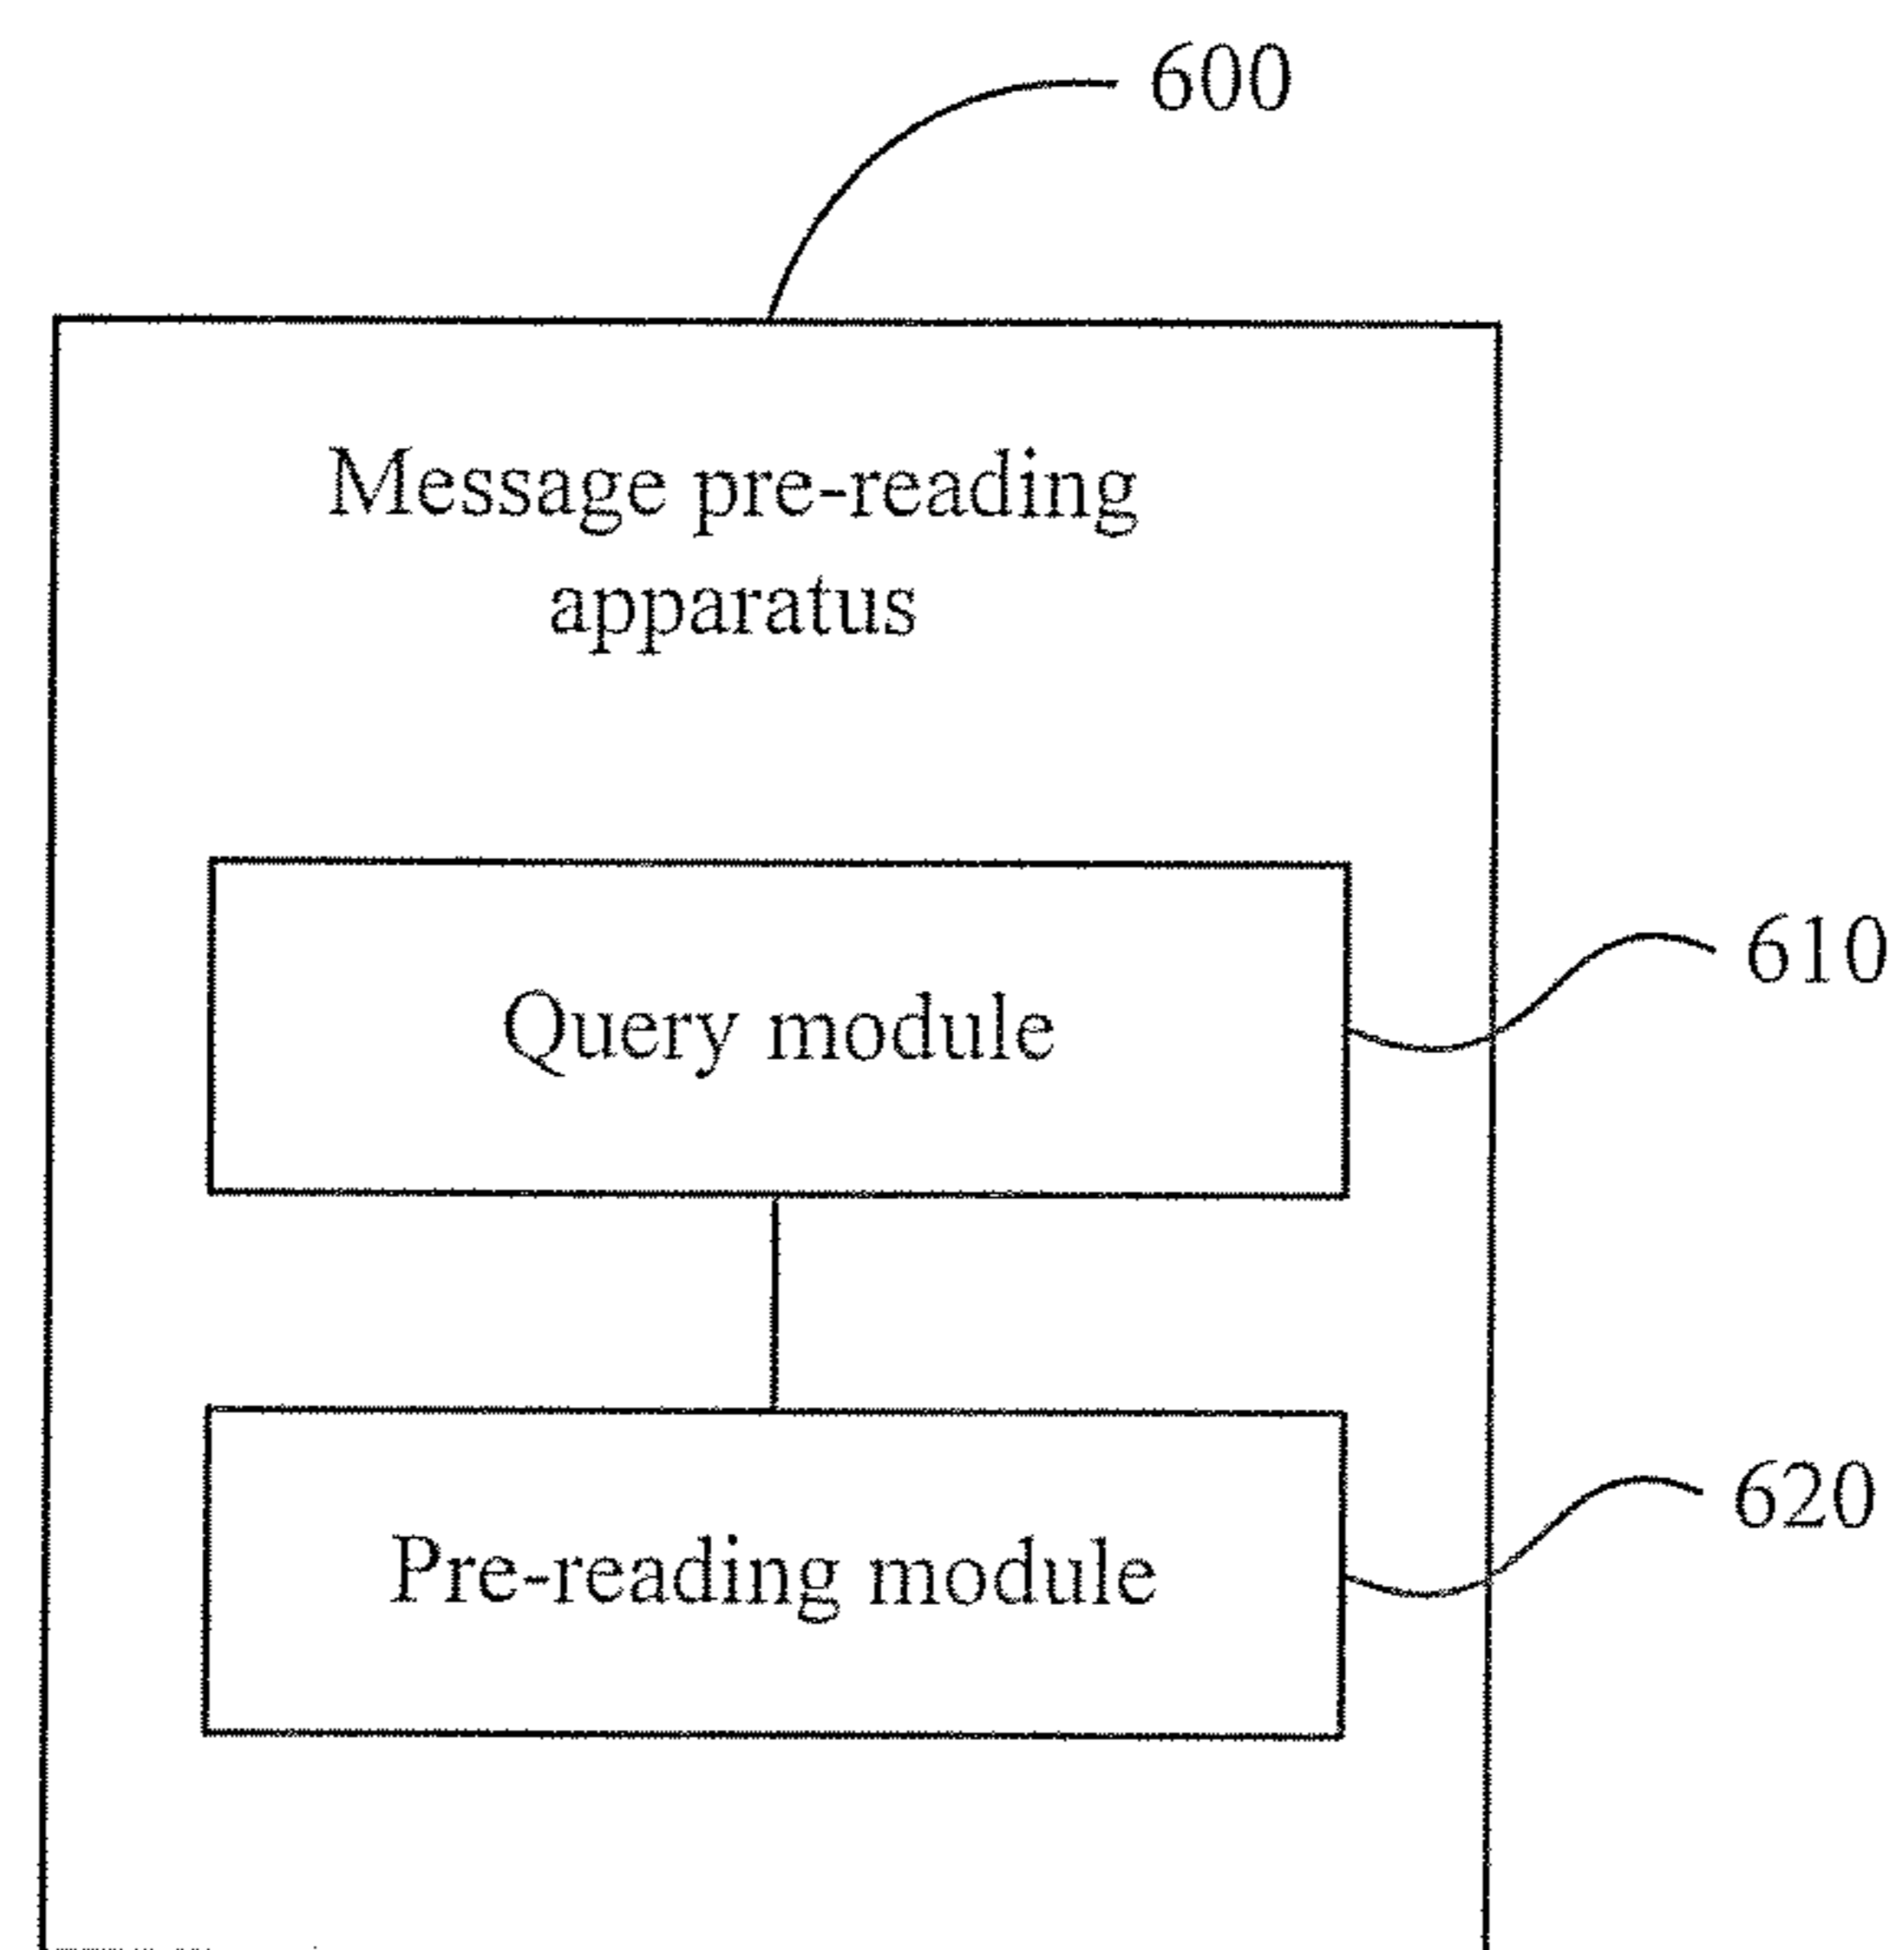 600
Message pre-reading
apparatus
610
Query module
620
Pre-reading module